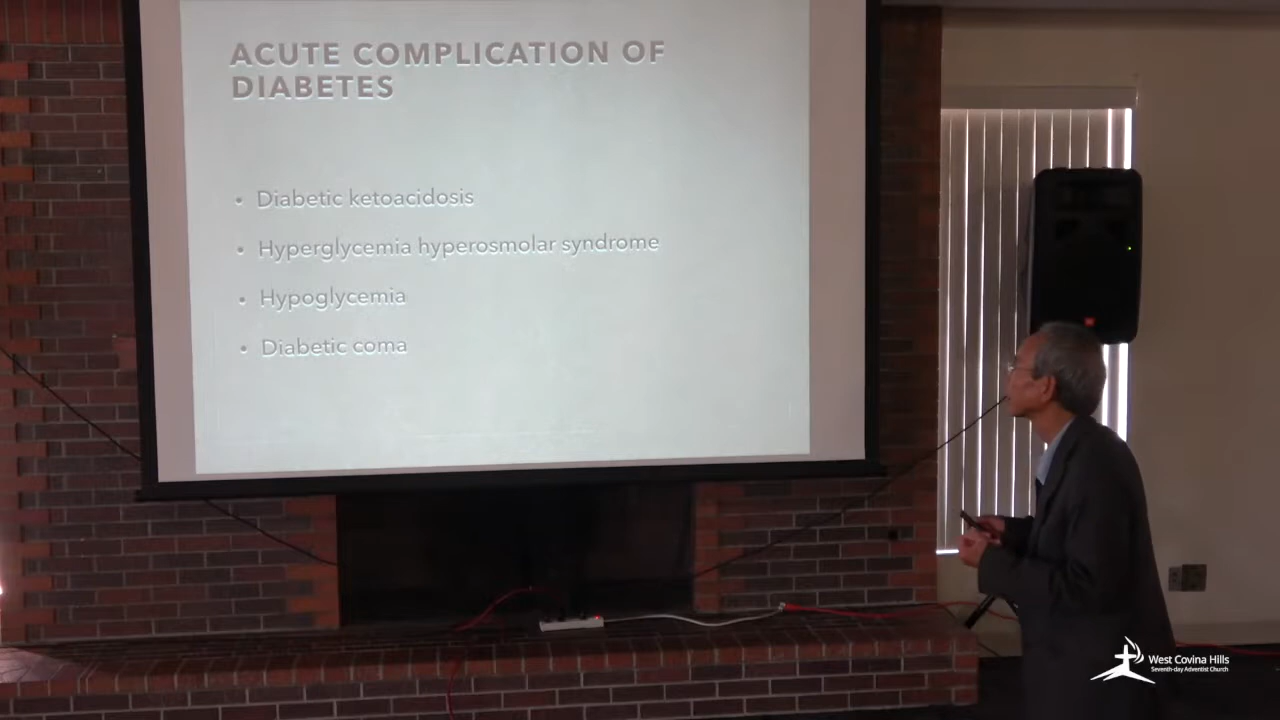 ACUTE COMPLICATION OF
DIABETES
• Diabetic ketoacidosis
• Hyperglycemia hyperosmolar syndrome
• Hypoglycemia
• Diabetic coma
West Covina Hills
Seventh-day Adventist Church